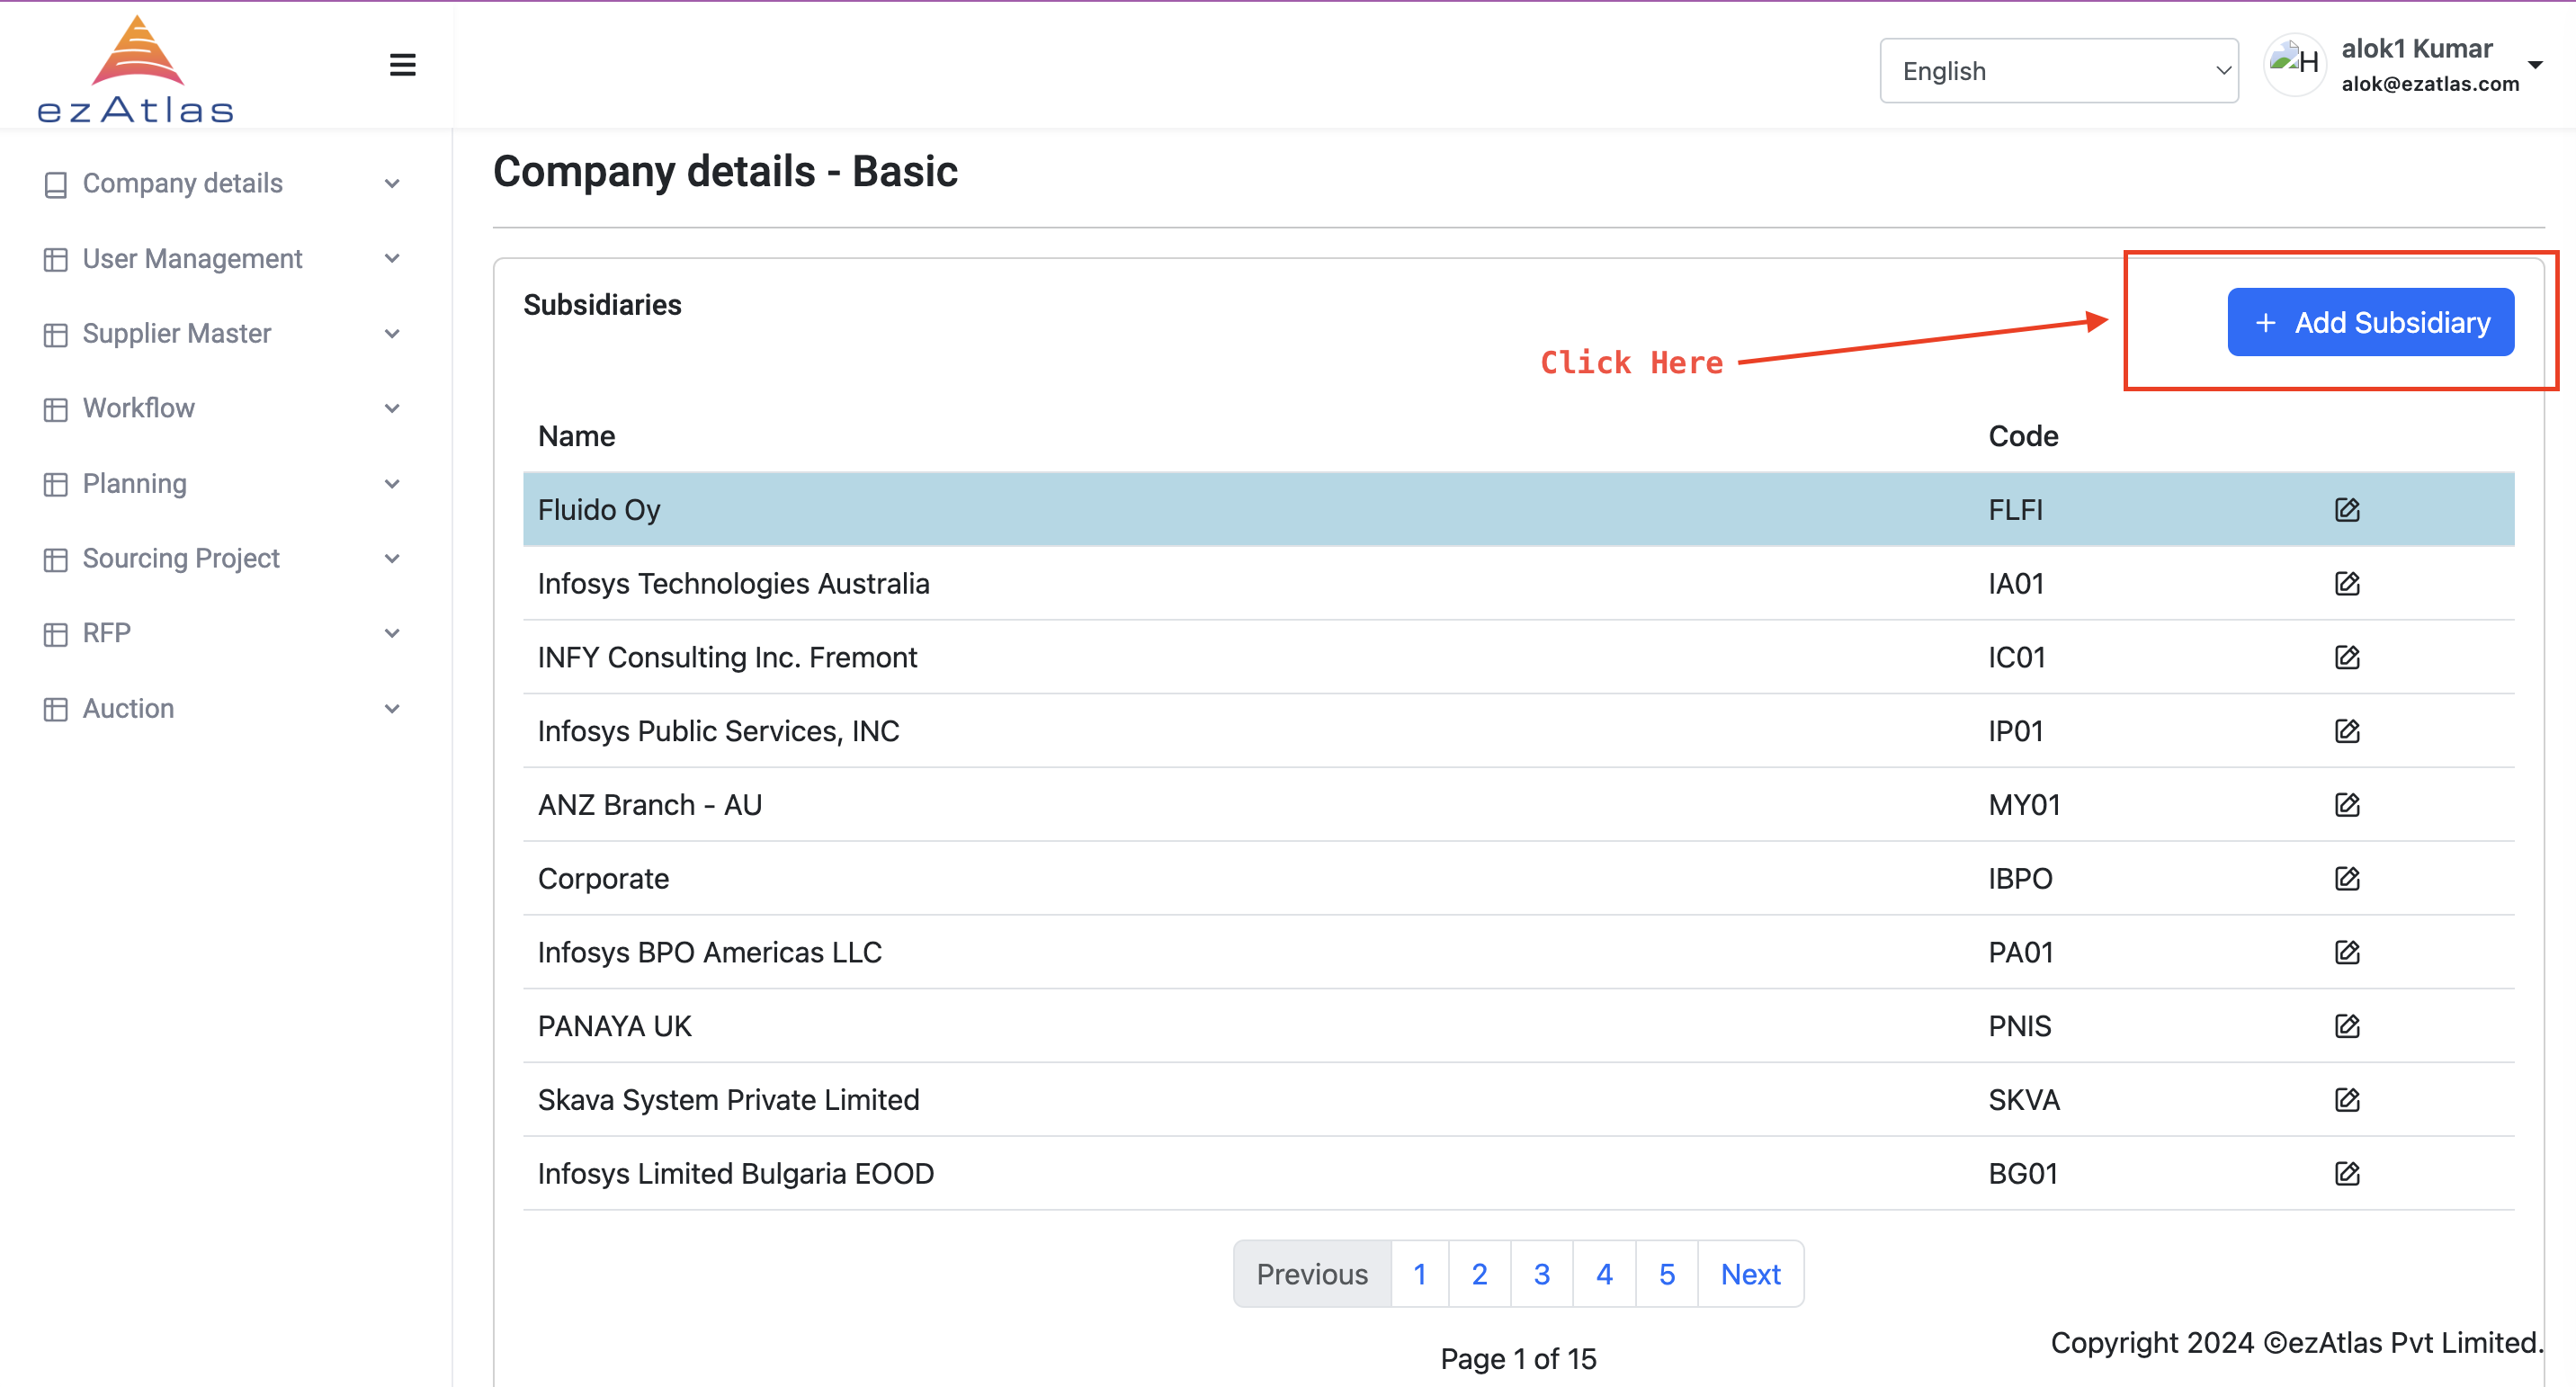 ezAtlas
English
H
alok1 Kumar
alok@ezatlas.com
Company details
User Management
Supplier Master
Workflow
Planning
Sourcing Project
RFP
Auction
Company details - Basic
Subsidiaries
+ Add Subsidiary
Click Here
Name Code
Fluido Oy FLFI
Infosys Technologies Australia IA01
INFY Consulting Inc. Fremont IC01
Infosys Public Services, INC IP01
ANZ Branch - AU MY01
Corporate IBPO
Infosys BPO Americas LLC PA01
PANAYA UK PNIS
Skava System Private Limited SKVA
Infosys Limited Bulgaria EOOD BG01
Previous 1 2 3 4 5 Next
Page 1 of 15
Copyright 2024 ©ezAtlas Pvt Limited.